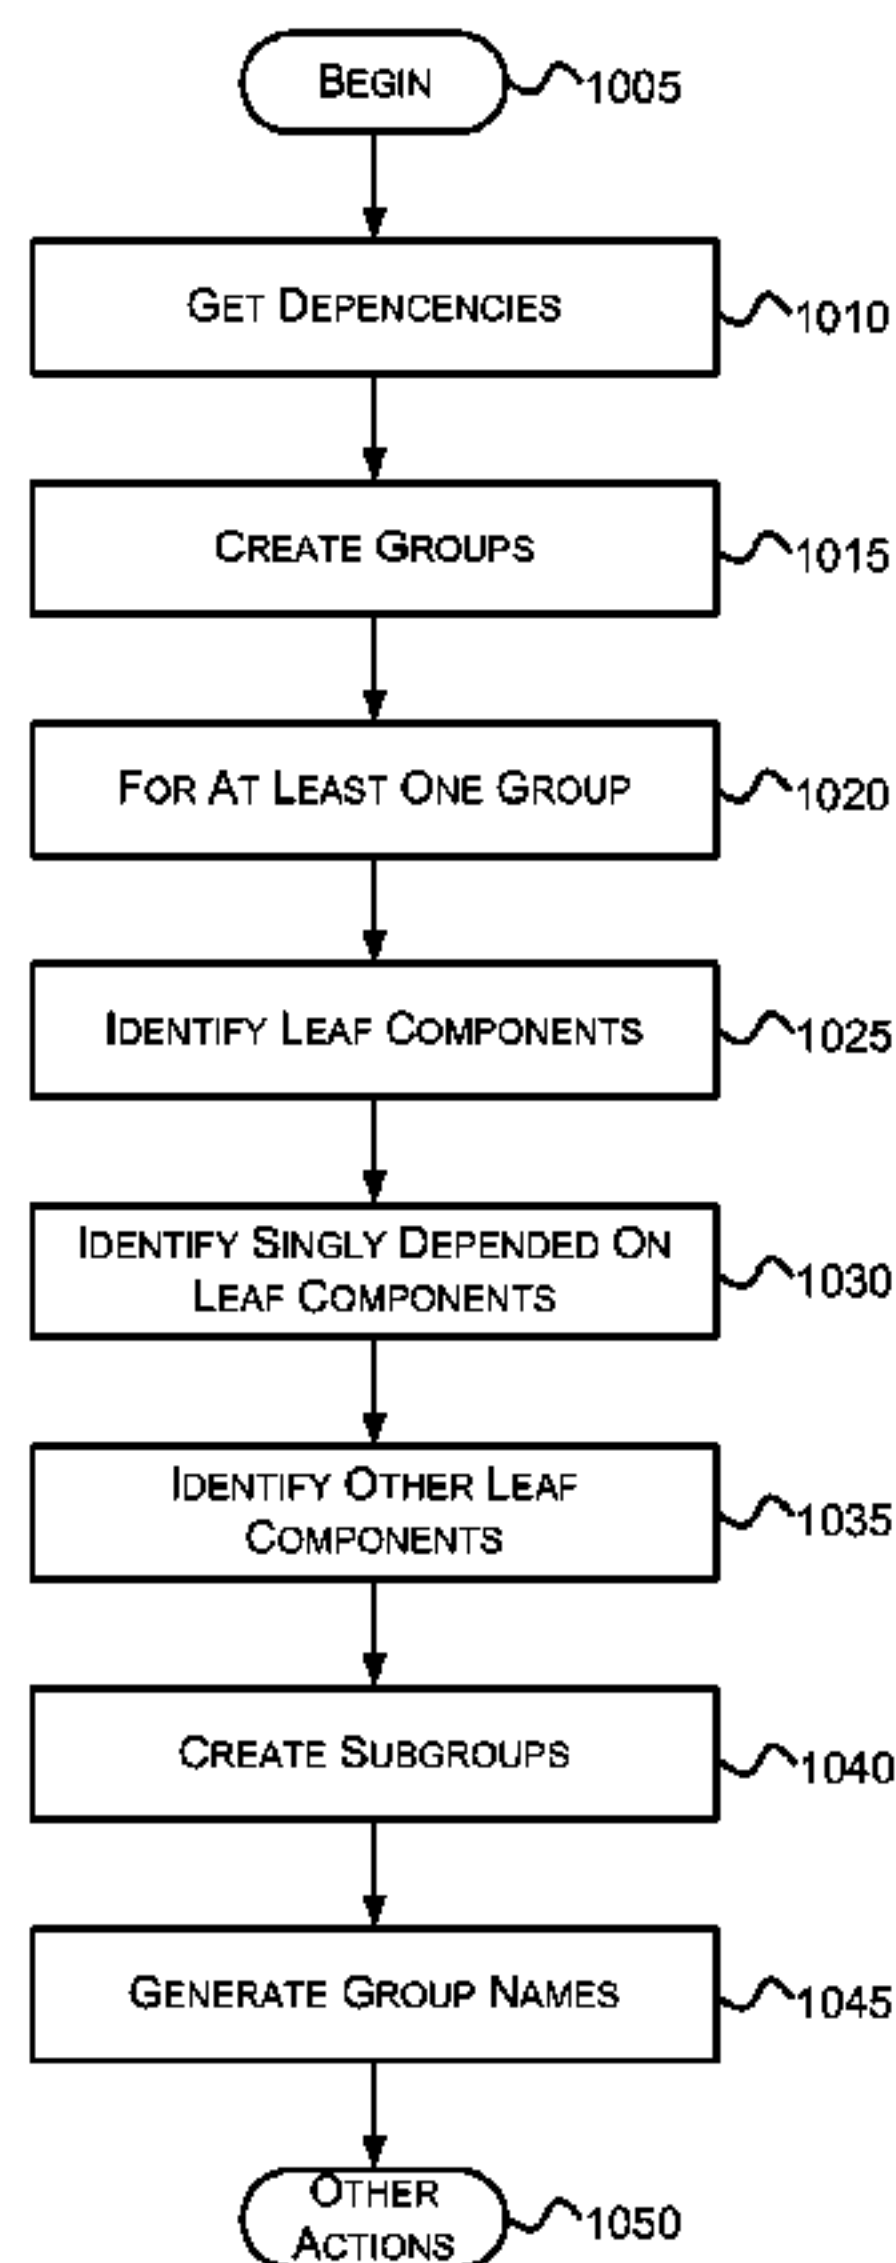 BEGIN
1005
GET DEPENCENCIES
1010
CREATE GROUPS
1015
FOR AT LEAST ONE GROUP
1020
IDENTIFY LEAF COMPONENTS
1025
IDENTIFY SINGLY DEPENDED ON
LEAF COMPONENTS
1030
IDENTIFY OTHER LEAF
COMPONENTS
1035
CREATE SUBGROUPS
1040
GENERATE GROUP NAMES
1045
OTHER
ACTIONS
1050